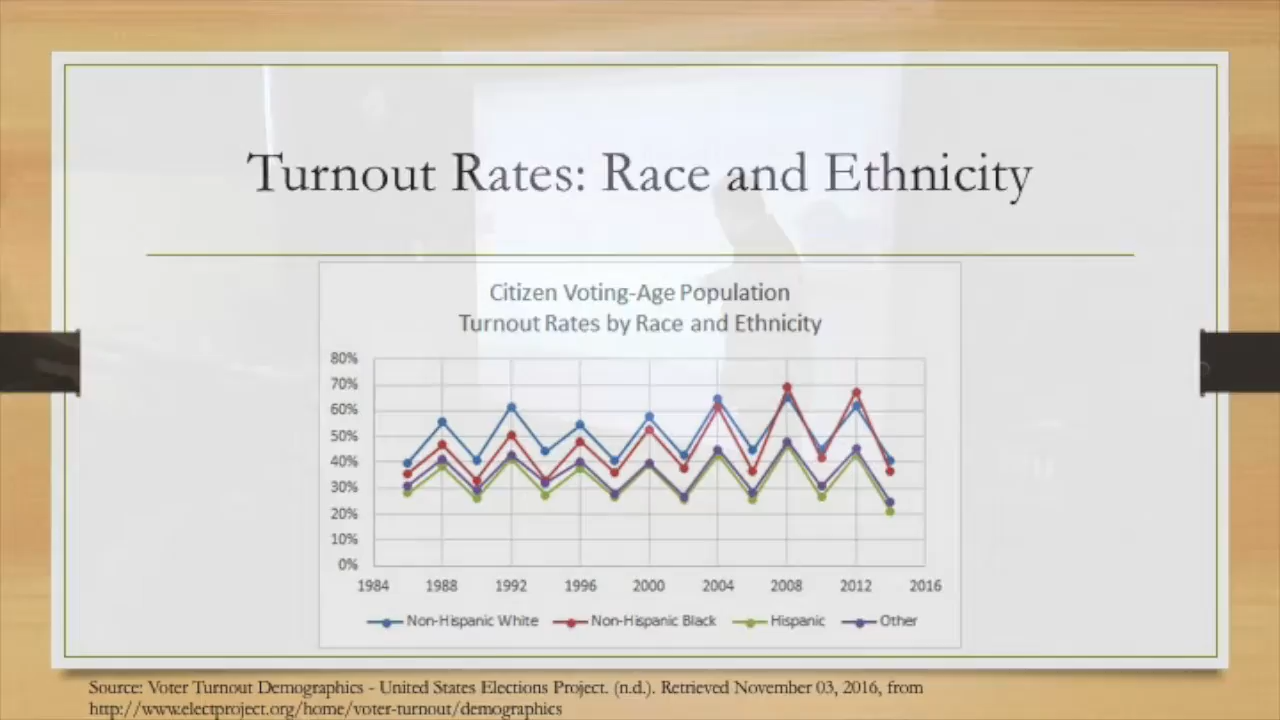 Turnout Rates: Race and Ethnicity
Citizen Voting-Age Population
Turnout Rates by Race and Ethnicity
80%
70%
60%
50%
40%
30%
20%
10%
0%
1984 1988 1992 1996 2000 2004 2008 2012 2016
Non-Hispanic White Non-Hispanic Black Hispanic Other
Source: Voter Turnout Demographics - United States Elections Project. (n.d.). Retrieved November 03, 2016, from
http://www.electproject.org/home/voter-turnout/demographics